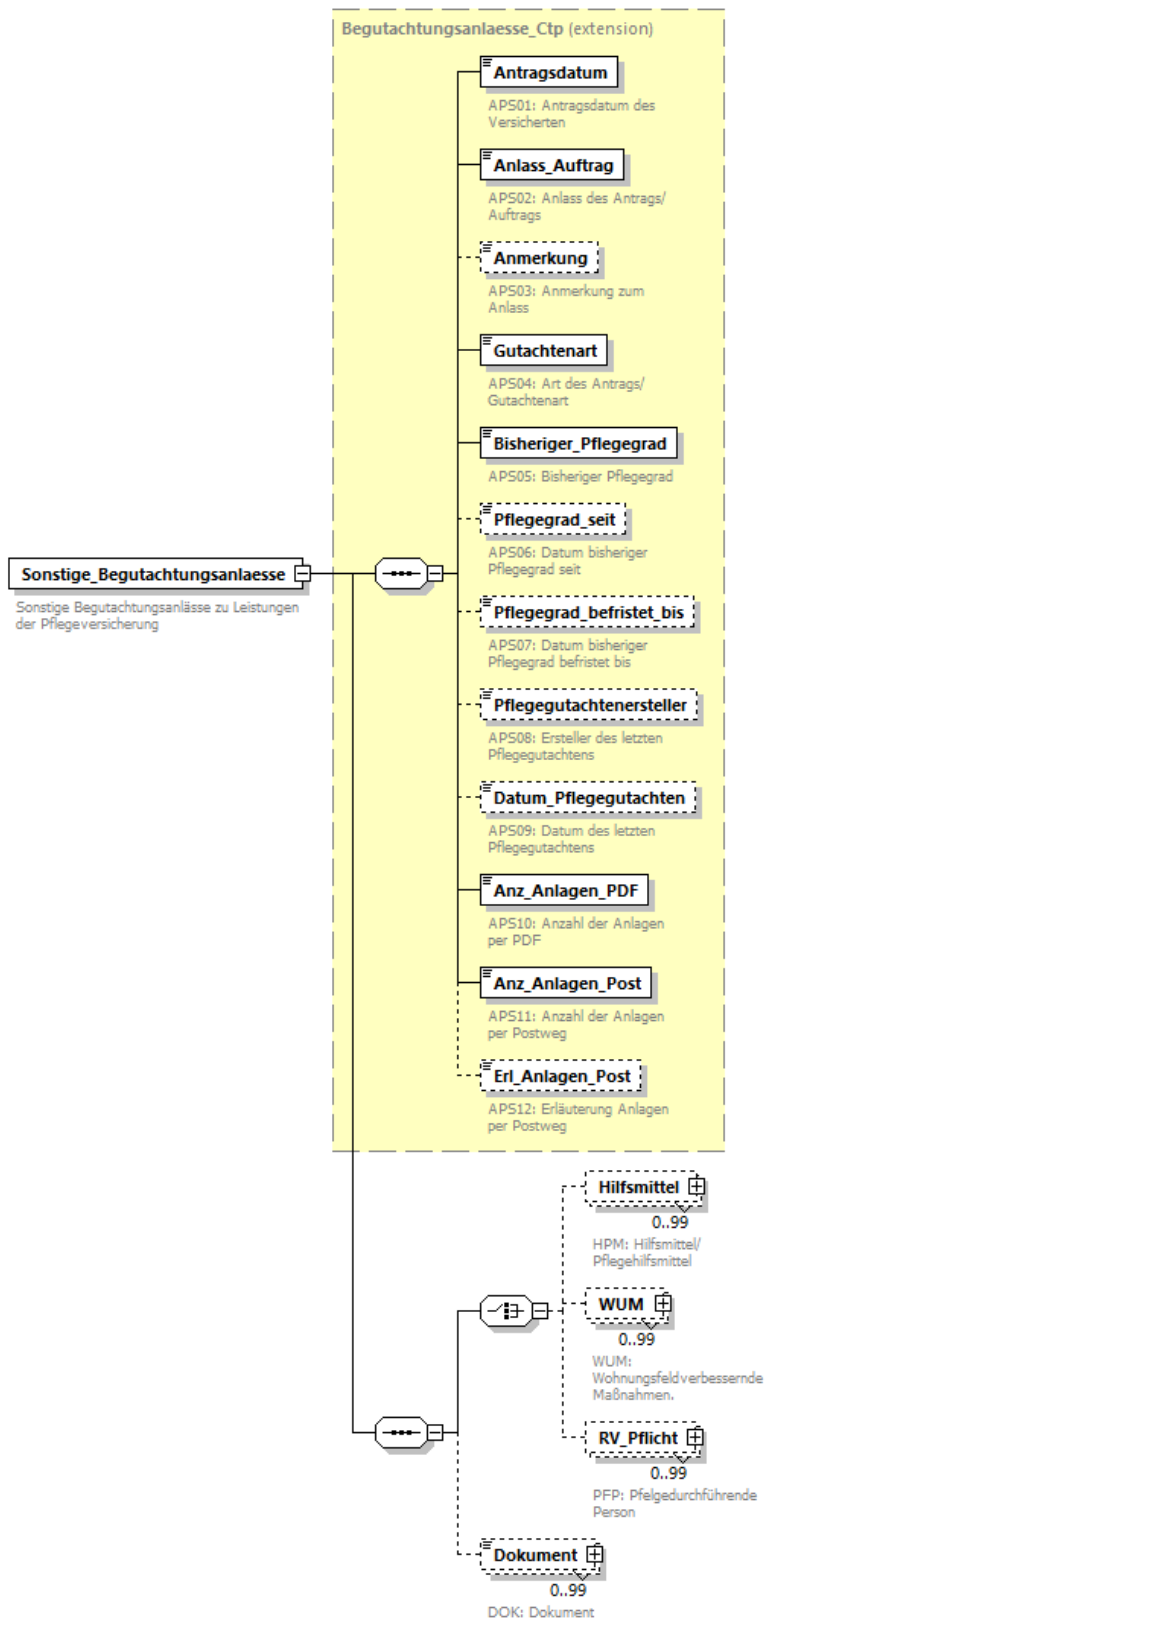 Begutachtungsanlaesse_Ctp (extension)
Antragsdatum
APS01: Antragsdatum des
Versicherten
Anlass_Auftrag
APS02: Anlass des Antrags/
Auftrags
Anmerkung
APS03: Anmerkung zum
Anlass
Gutachtenart
APS04: Art des Antrags/
Gutachtenart
Bisheriger_Pflegegrad
APS05: Bisheriger Pflegegrad
Pflegegrad_seit
APS06: Datum bisheriger
Pflegegrad seit
Sonstige_Begutachtungsanlaesse
Sonstige Begutachtungsanlässe zu Leistungen
der Pflegeversicherung
Pflegegrad_befristet_bis
APS07: Datum bisheriger
Pflegegrad befristet bis
Pflegegutachtenersteller
APS08: Ersteller des letzten
Pflegegutachtens
Datum_Pflegegutachten
APS09: Datum des letzten
Pflegegutachtens
Anz_Anlagen_PDF
APS10: Anzahl der Anlagen
per PDF
Anz_Anlagen_Post
APS11: Anzahl der Anlagen
per Postweg
Erl_Anlagen_Post
APS12: Erläuterung Anlagen
per Postweg
Hilfsmittel
0..99
HPM: Hilfsmittel/
Pflegehilfsmittel
WUM
0..99
WUM:
Wohnungsfeldverbessernde
Maßnahmen.
RV_Pflicht
0..99
PFP: Pfelgedurchführende
Person
Dokument
0..99
DOK: Dokument